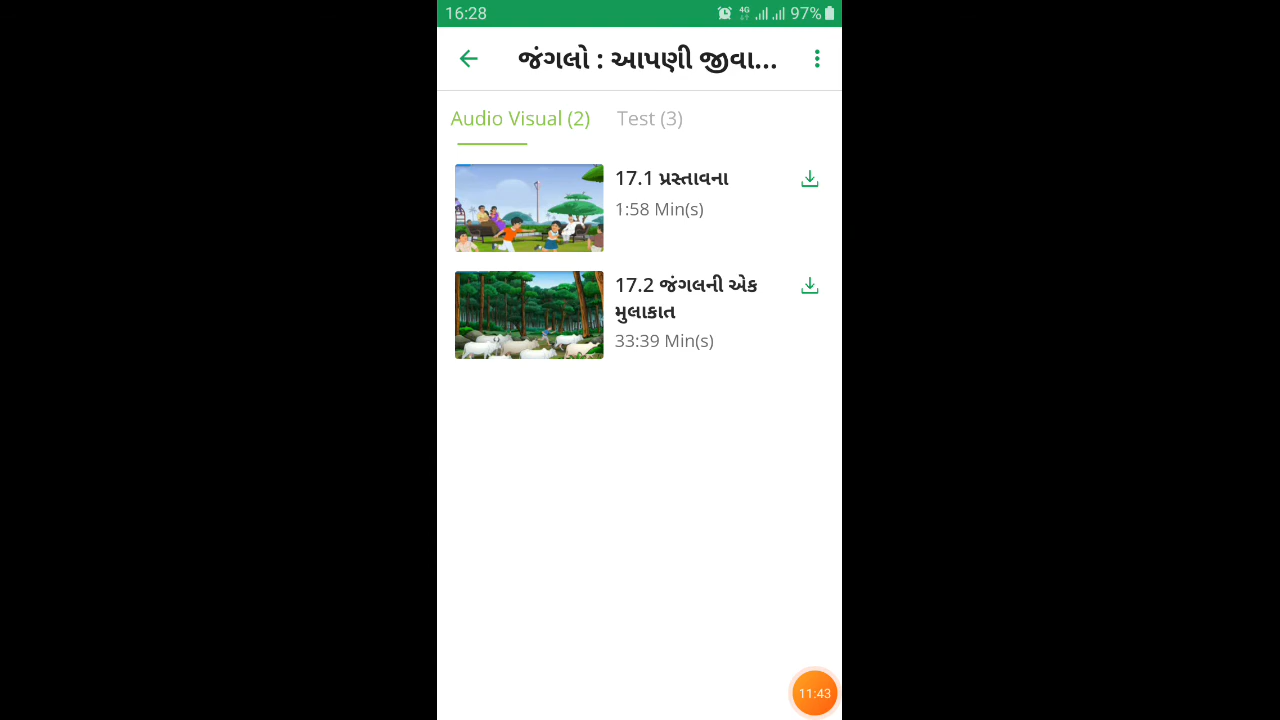 16:28 4G 97%
જંગલો : આપણી જીવા...
Audio Visual (2) Test (3)
17.1 પ્રસ્તાવના
1:58 Min(s)
17.2 જંગલની એક
મુલાકાત
33:39 Min(s)
11:43